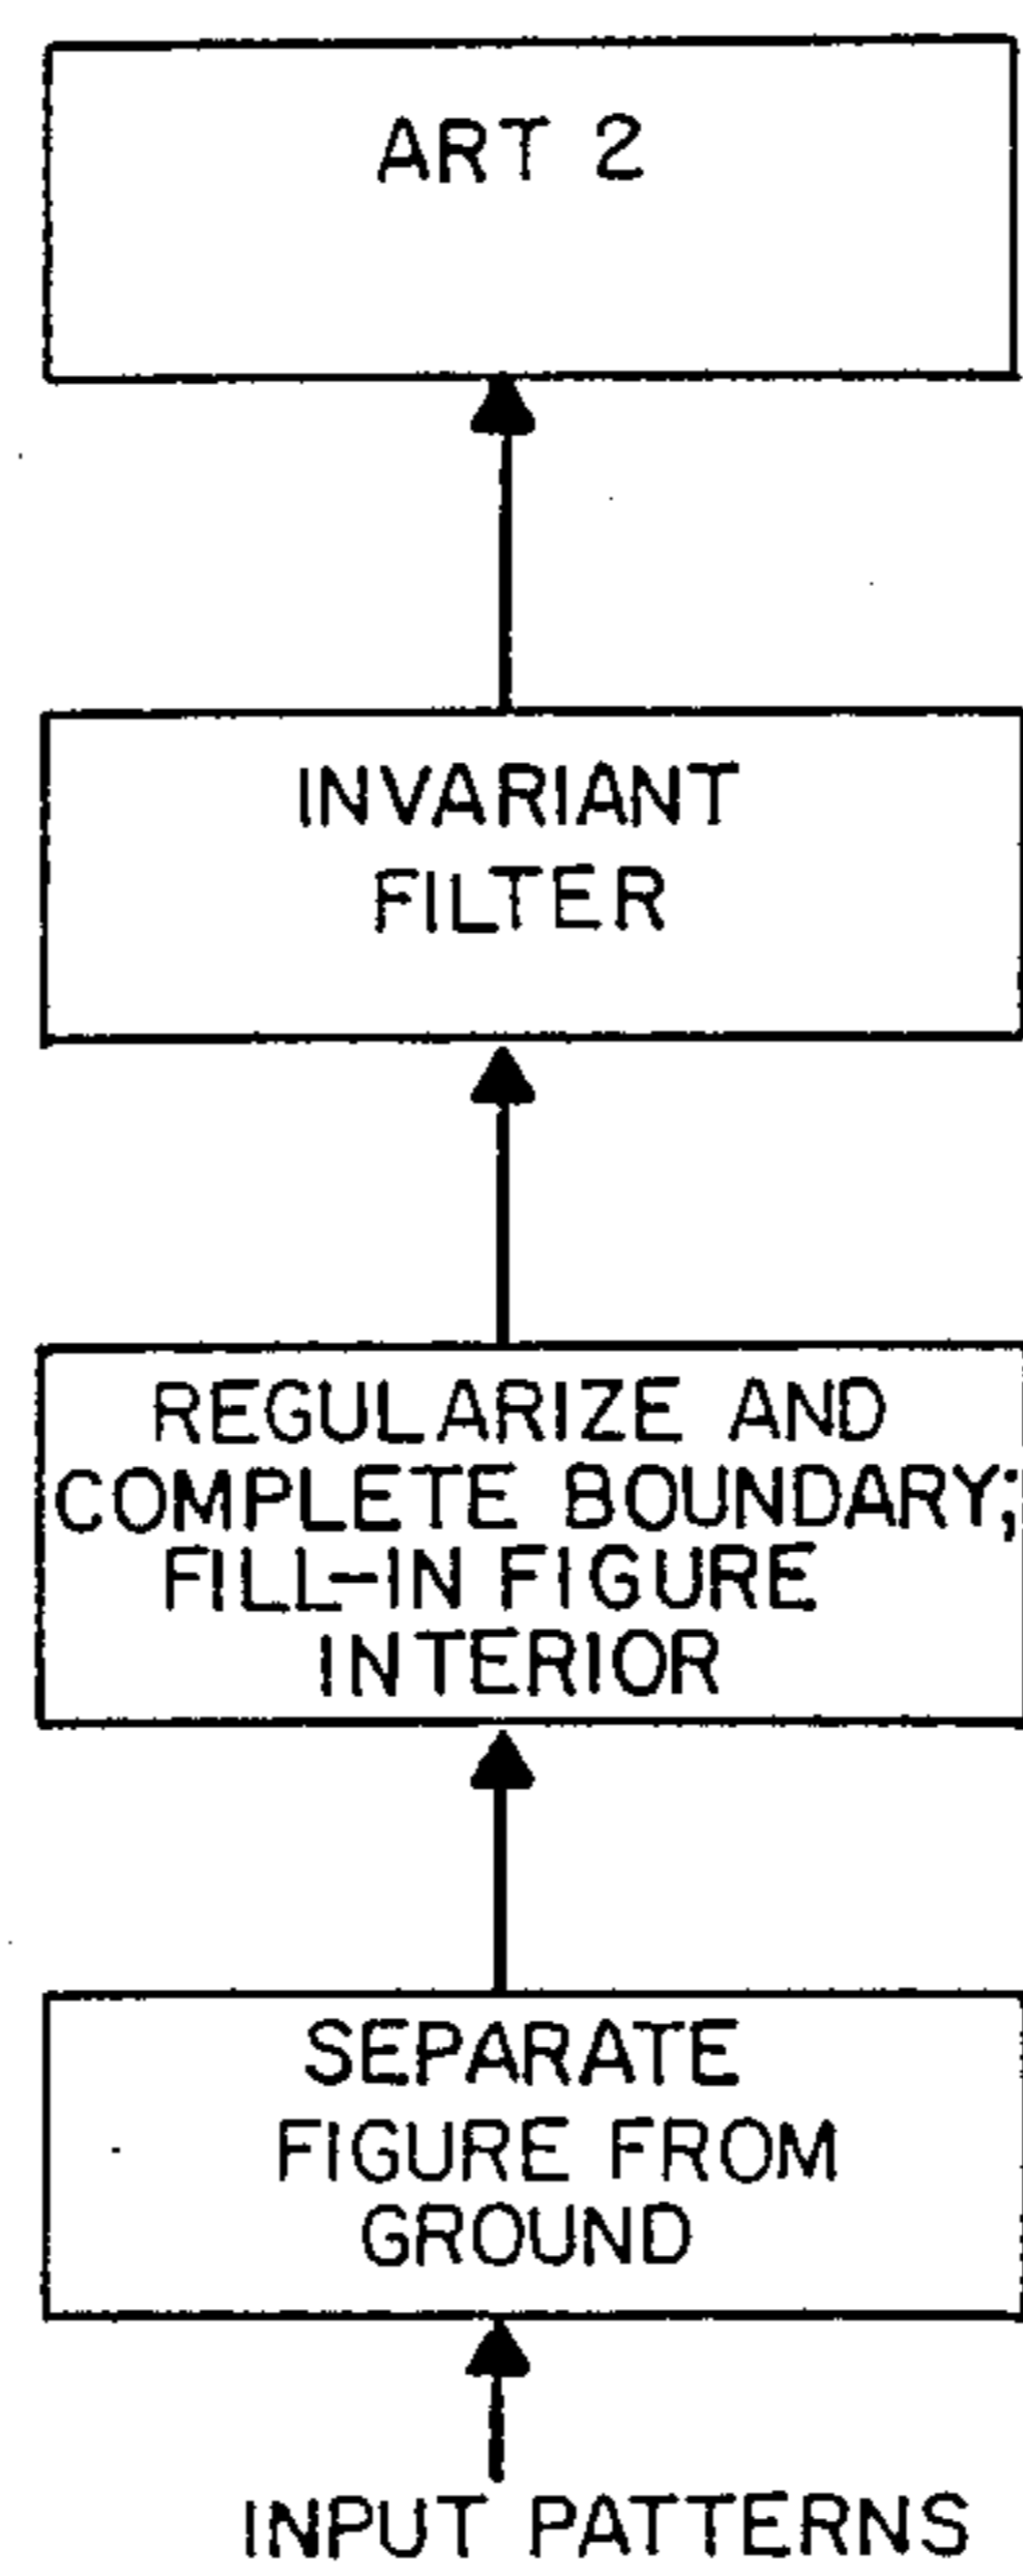 ART 2
INVARIANT
FILTER
REGULARIZE AND
COMPLETE BOUNDARY;
FILL-IN FIGURE
INTERIOR
SEPARATE
FIGURE FROM
GROUND
INPUT PATTERNS